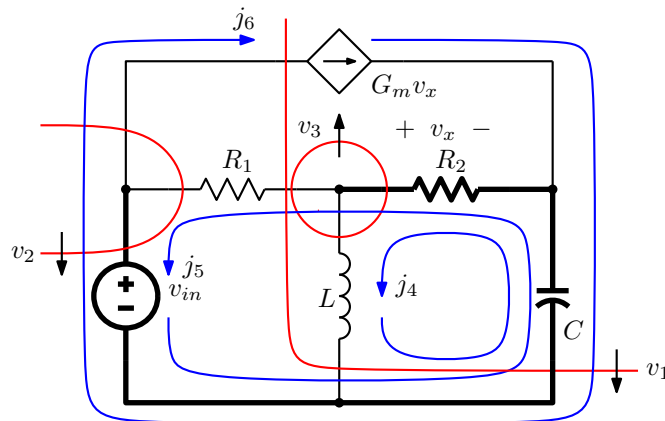 j₆
Gₘvₓ
v₃
+ vₓ −
R₁
R₂
v₂
j₅
vᵢₙ
L
j₄
C
v₁